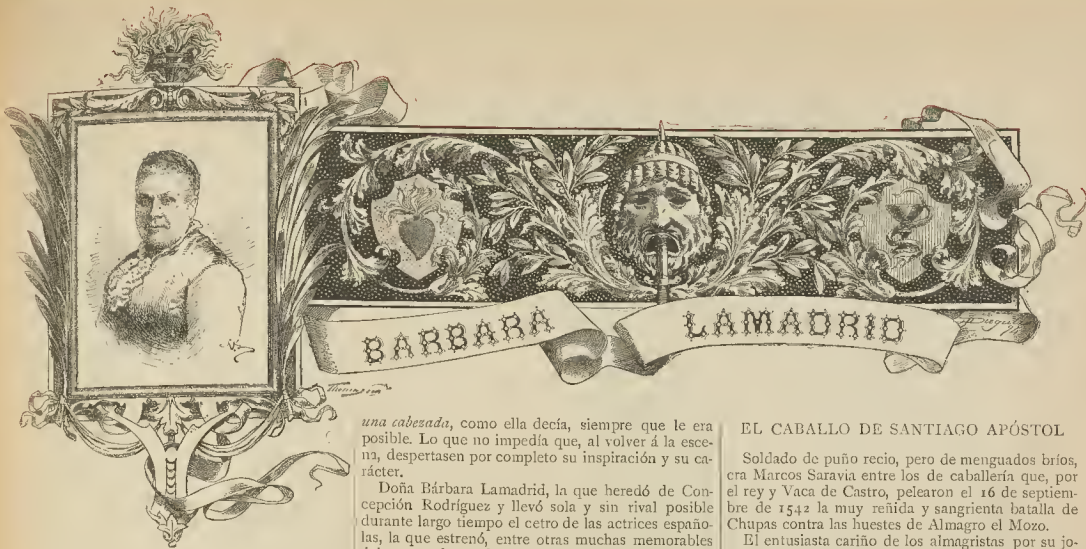 BARBARA LAMADRID
una cabezada, como ella decía, siempre que le era
posible. Lo que no impedía que, al volver á la esce-
na, despertasen por completo su inspiración y su ca-
rácter.
Doña Bárbara Lamadrid, la que heredó de Con-
cepción Rodríguez y llevó sola y sin rival posible
durante largo tiempo el cetro de las actrices españo-
las, la que estrenó, entre otras muchas memorables
EL CABALLO DE SANTIAGO APÓSTOL
Soldado de puño recio, pero de menguados bríos,
era Marcos Saravia entre los de caballería que, por
el rey y Vaca de Castro, pelearon el 16 de septiem-
bre de 1542 la muy reñida y sangrienta batalla de
Chupas contra las huestes de Almagro el Mozo.
El entusiasta cariño de los almagristas por su jo-